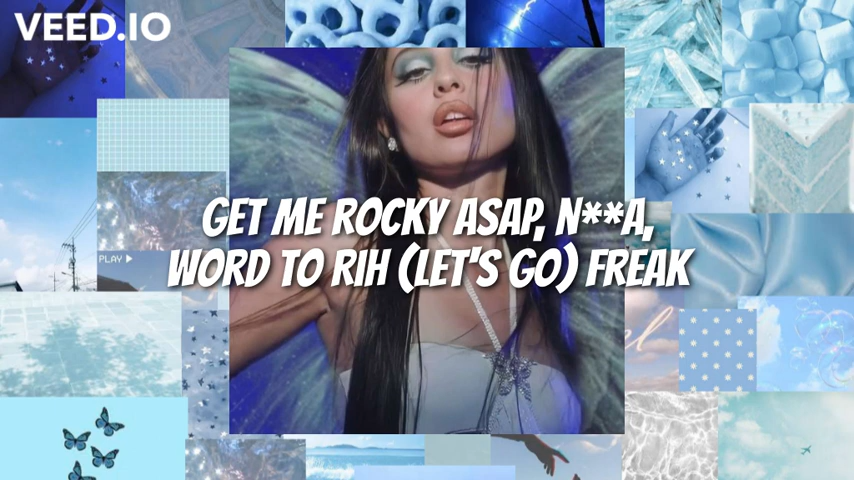 VEED.IO
GET ME ROCKY ASAP, N**A,
WORD TO RIH (LET'S GO) FREAK
PLAY